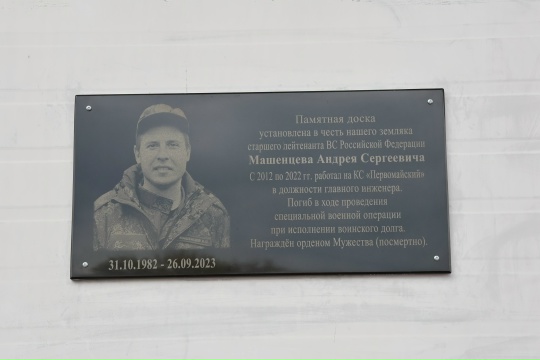 Памятная доска
установлена в честь нашего земляка
старшего лейтенанта ВС Российской Федерации
Машенцева Андрея Сергеевича
С 2012 по 2022 гг. работал на КС «Первомайский»
в должности главного инженера.
Погиб в ходе проведения
специальной военной операции
при исполнении воинского долга.
Награждён орденом Мужества (посмертно).
31.10.1982 - 26.09.2023